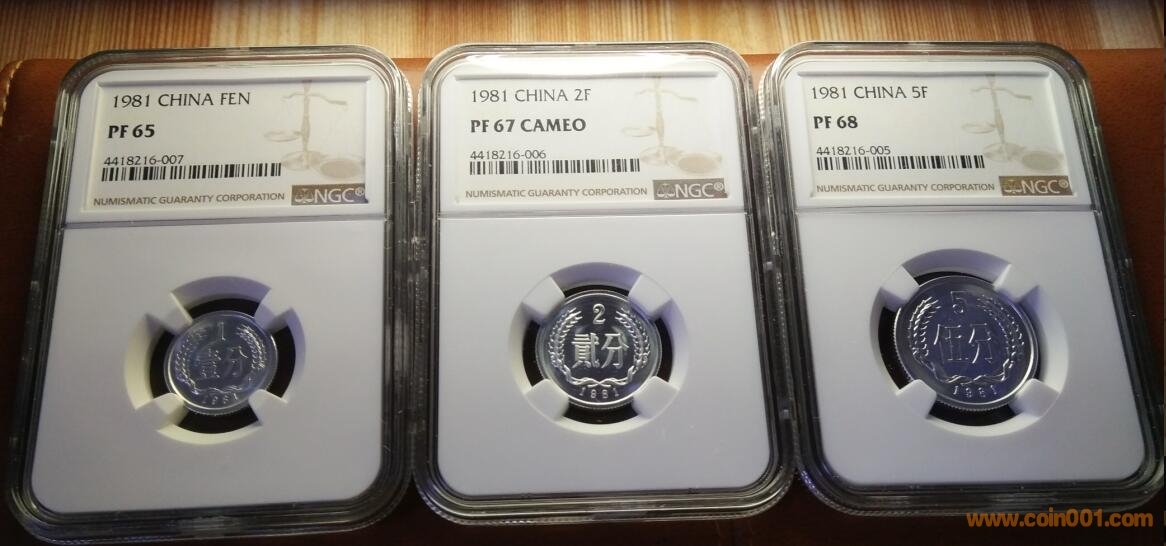 1981 CHINA FEN
PF 65
4418216-007
NUMISMATIC GUARANTY CORPORATION
NGC®
1981 CHINA 2F
PF 67 CAMEO
4418216-006
NUMISMATIC GUARANTY CORPORATION
NGC®
1981 CHINA 5F
PF 68
4418216-005
NUMISMATIC GUARANTY CORPORATION
NGC®
1
壹分
1981
2
貳分
1981
5
伍分
1981
www.coin001.com